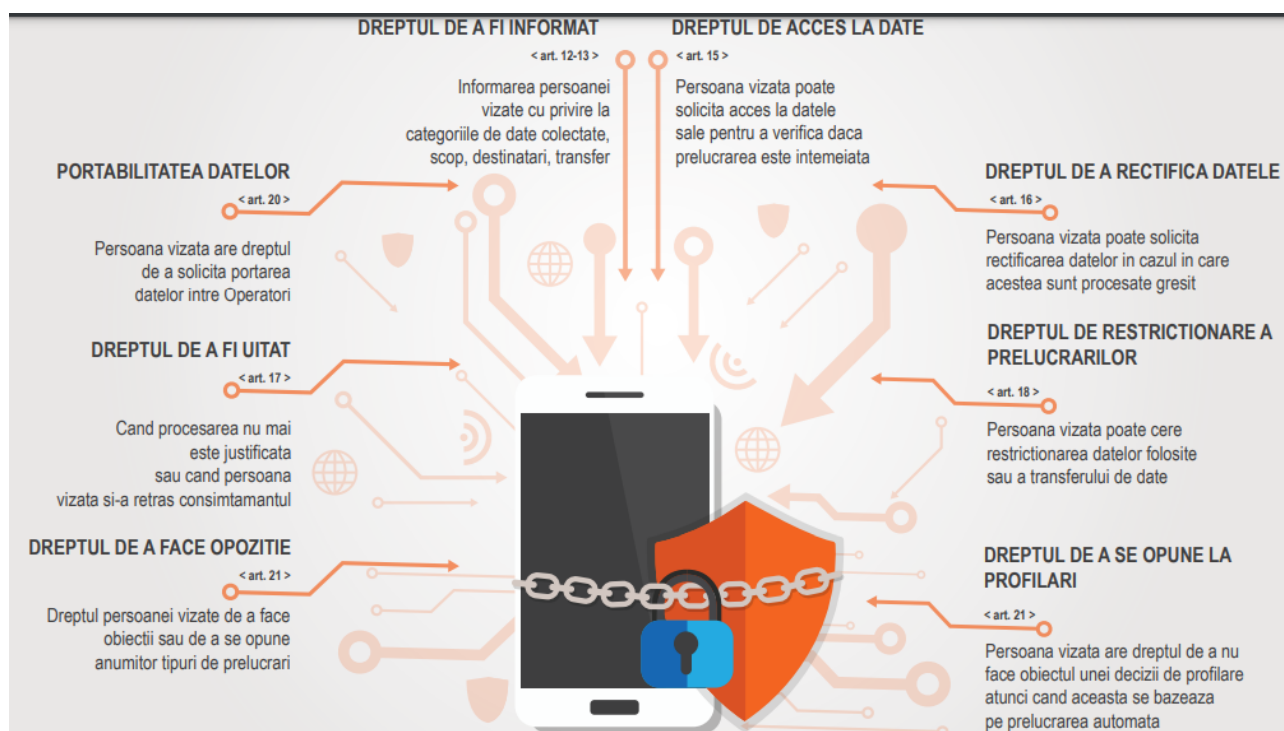 DREPTUL DE A FI INFORMAT
< art. 12-13 >
Informarea persoanei
vizate cu privire la
categoriile de date colectate,
scop, destinatari, transfer
DREPTUL DE ACCES LA DATE
< art. 15 >
Persoana vizata poate
solicita acces la datele
sale pentru a verifica daca
prelucrarea este intemeiata
PORTABILITATEA DATELOR
< art. 20 >
Persoana vizata are dreptul
de a solicita portarea
datelor intre Operatori
DREPTUL DE A RECTIFICA DATELE
< art. 16 >
Persoana vizata poate solicita
rectificarea datelor in cazul in care
acestea sunt procesate gresit
DREPTUL DE A FI UITAT
< art. 17 >
Cand procesarea nu mai
este justificata
sau cand persoana
vizata si-a retras consimtamantul
DREPTUL DE RESTRICTIONARE A
PRELUCRARILOR
< art. 18 >
Persoana vizata poate cere
restrictionarea datelor folosite
sau a transferului de date
DREPTUL DE A FACE OPOZITIE
< art. 21 >
Dreptul persoanei vizate de a face
obiectii sau de a se opune
anumitor tipuri de prelucrari
DREPTUL DE A SE OPUNE LA
PROFILARI
< art. 21 >
Persoana vizata are dreptul de a nu
face obiectul unei decizii de profilare
atunci cand aceasta se bazeaza
pe prelucrarea automata